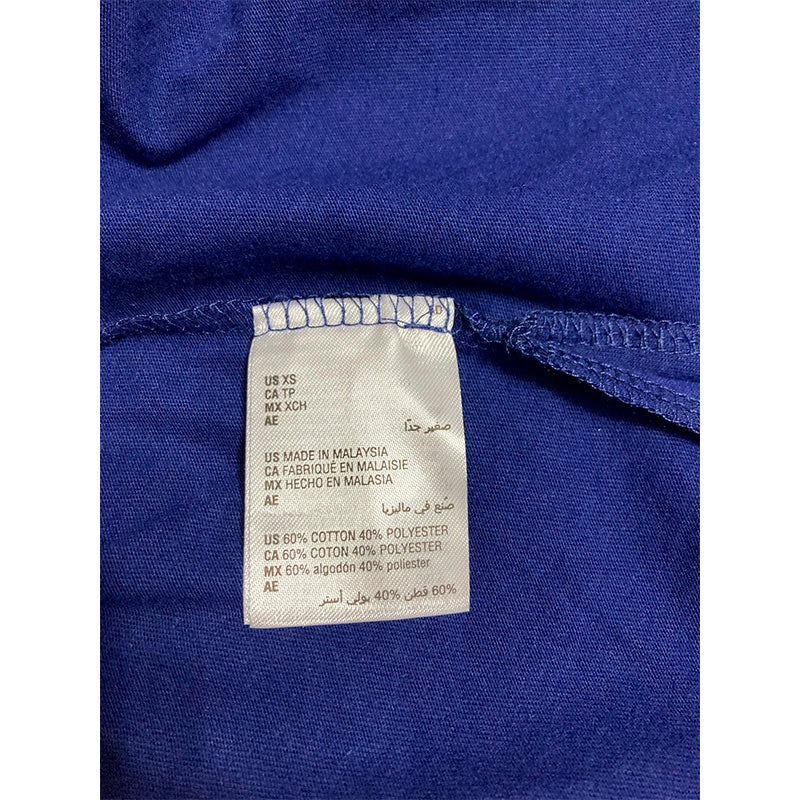 US XS
CA TP
MX XCH
AE
صغير جدًا
US MADE IN MALAYSIA
CA FABRIQUÉ EN MALAISIE
MX HECHO EN MALASIA
AE
صّنع في ماليزيا
US 60% COTTON 40% POLYESTER
CA 60% COTON 40% POLYESTER
MX 60% algodón 40% poliester
AE
60% قطن 40% بولي أستر